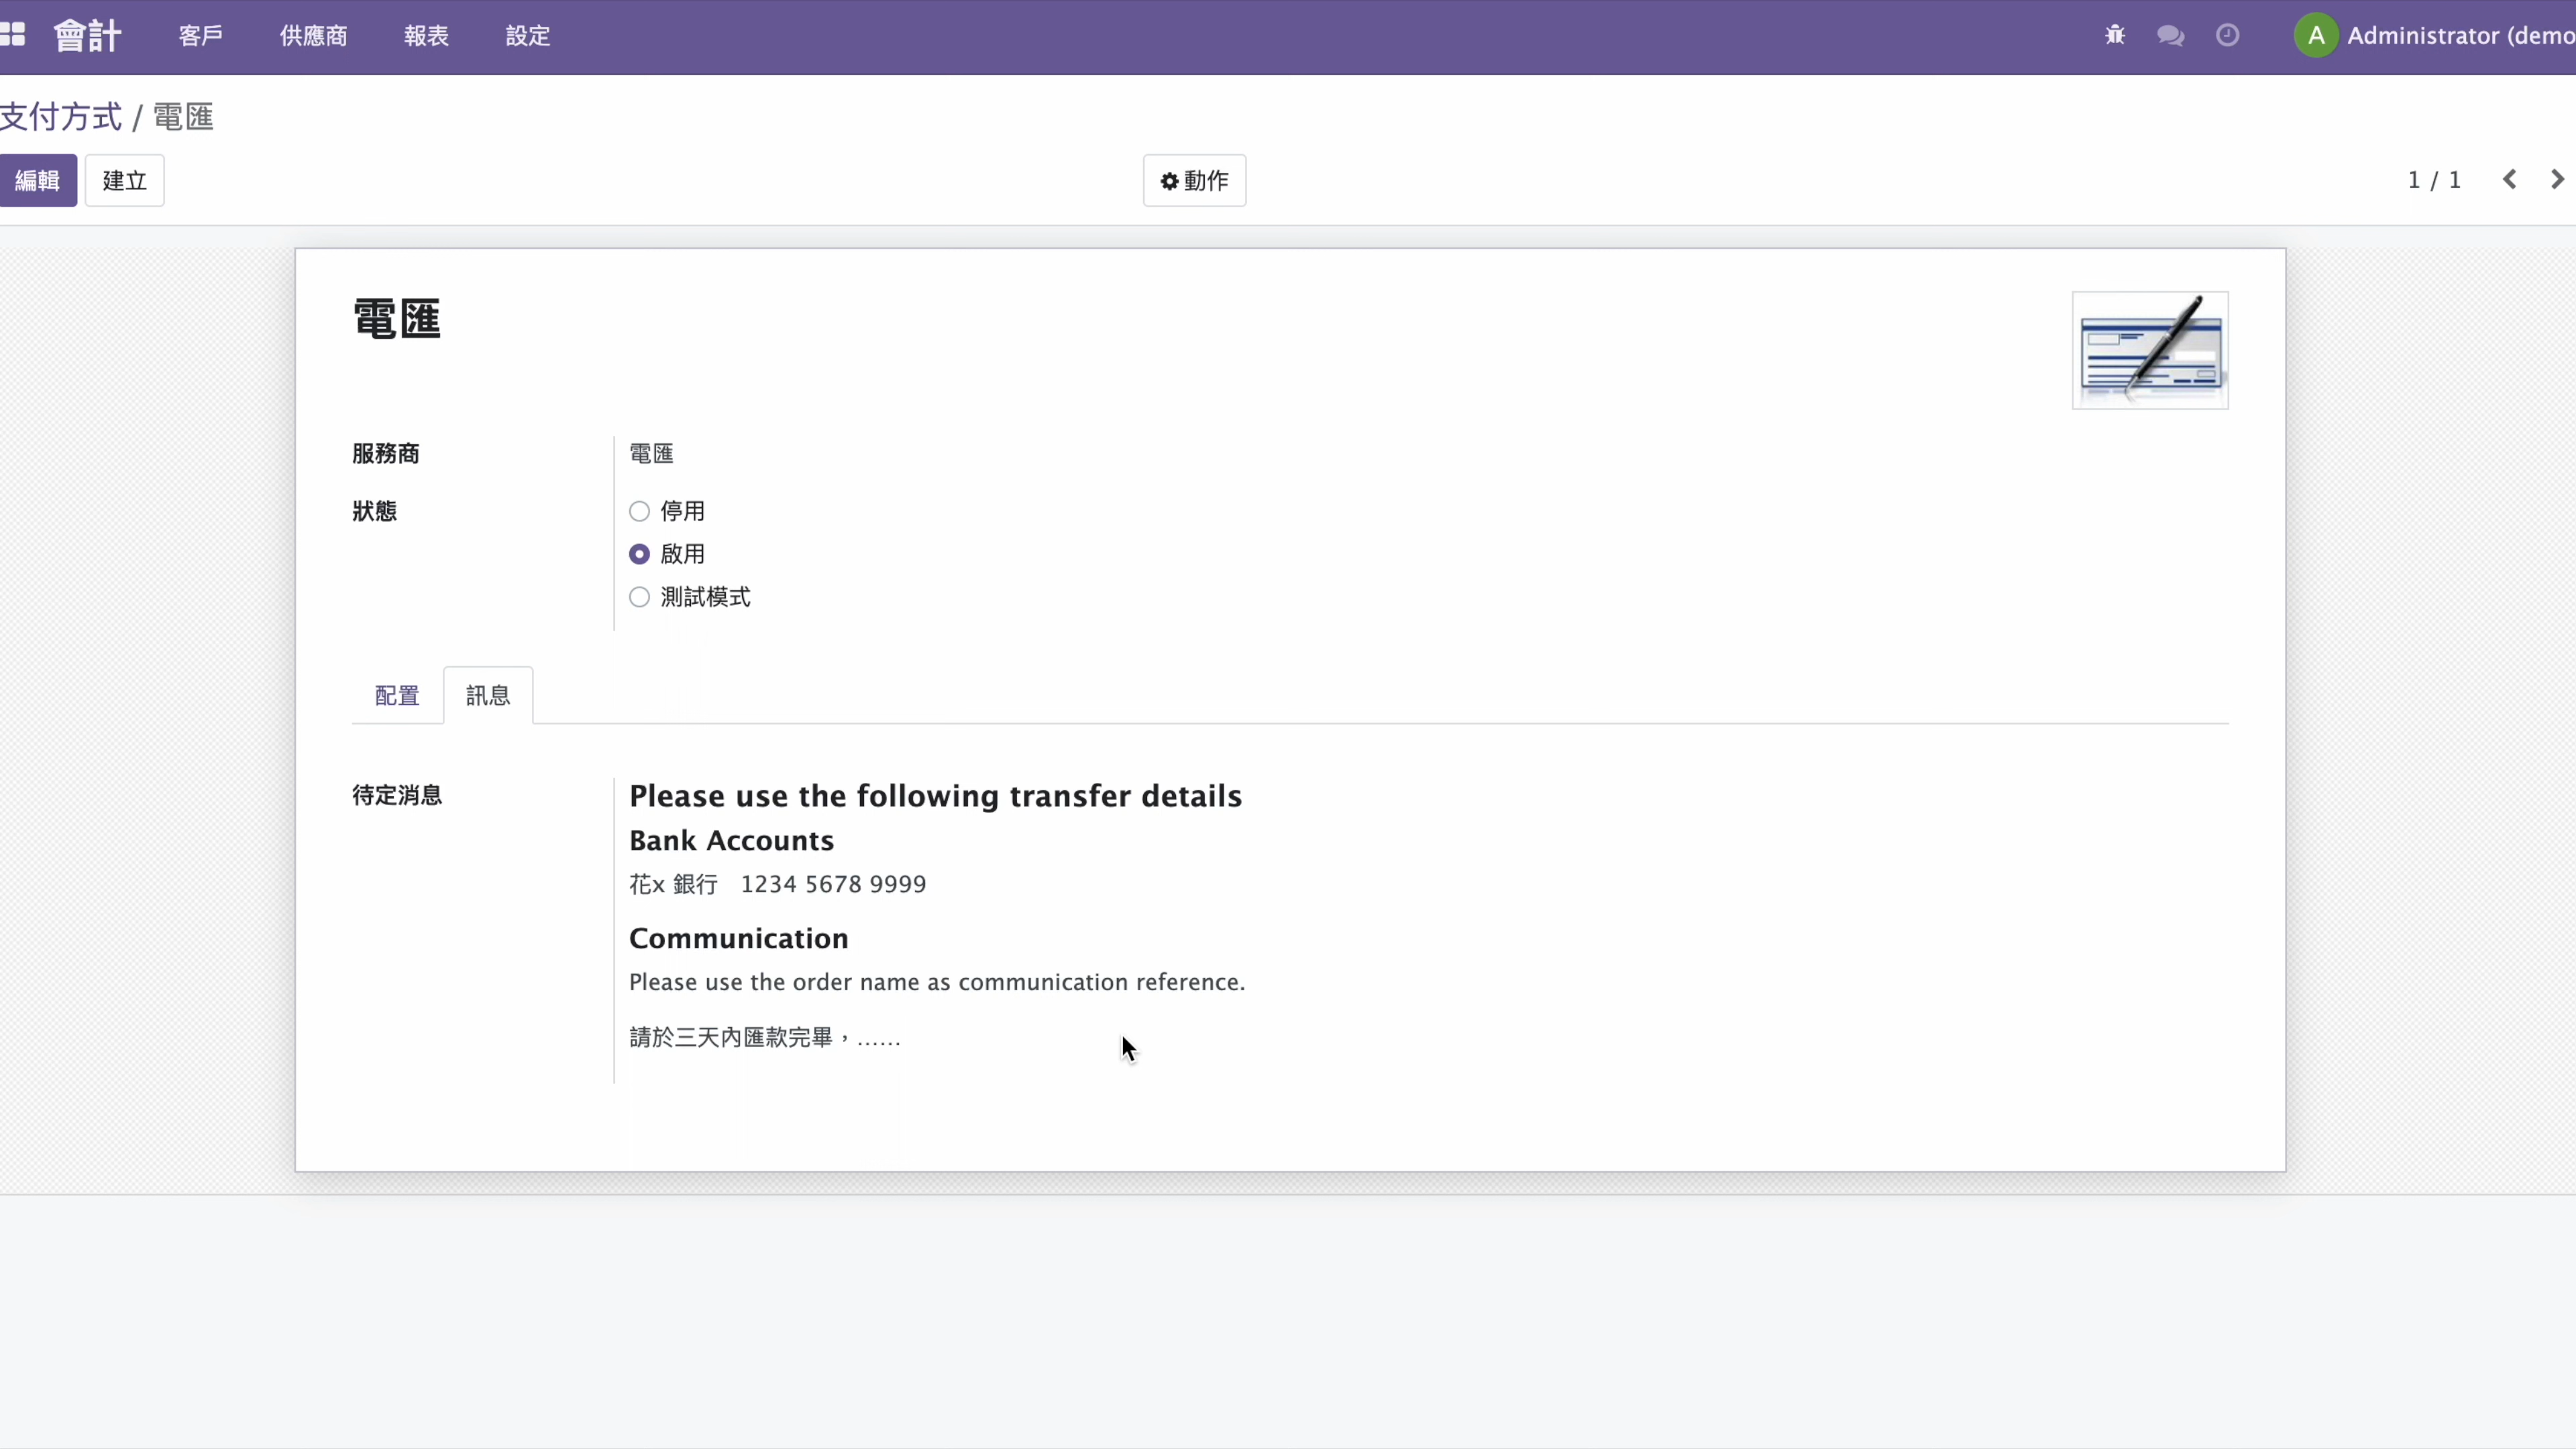 會計 客戶 供應商 報表 設定 A Administrator (demo
支付方式 / 電匯
編輯 建立 動作 1 / 1
電匯
服務商 電匯
狀態 停用
啟用
測試模式
配置 訊息
待定消息 Please use the following transfer details
Bank Accounts
花x 銀行 1234 5678 9999
Communication
Please use the order name as communication reference.
請於三天內匯款完畢，......